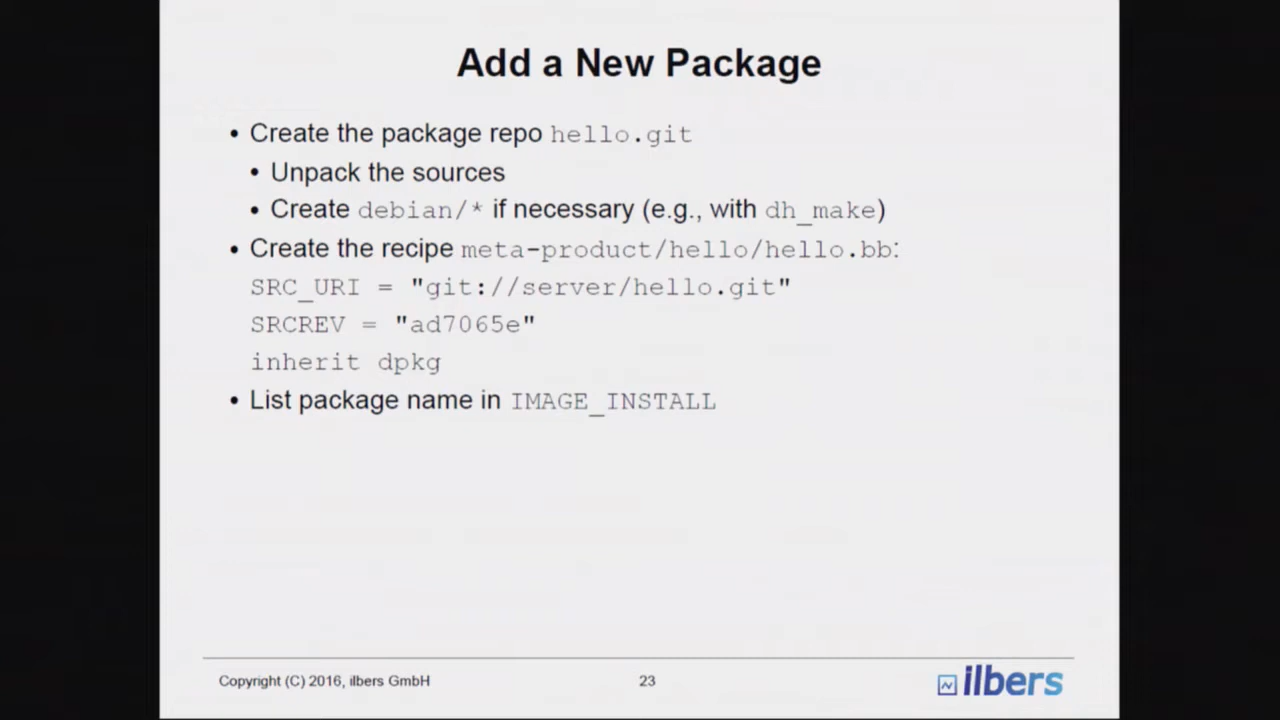 Add a New Package
• Create the package repo hello.git
• Unpack the sources
• Create debian/* if necessary (e.g., with dh_make)
• Create the recipe meta-product/hello/hello.bb:
SRC_URI = "git://server/hello.git"
SRCREV = "ad7065e"
inherit dpkg
• List package name in IMAGE_INSTALL
Copyright (C) 2016, ilbers GmbH
23
ilbers